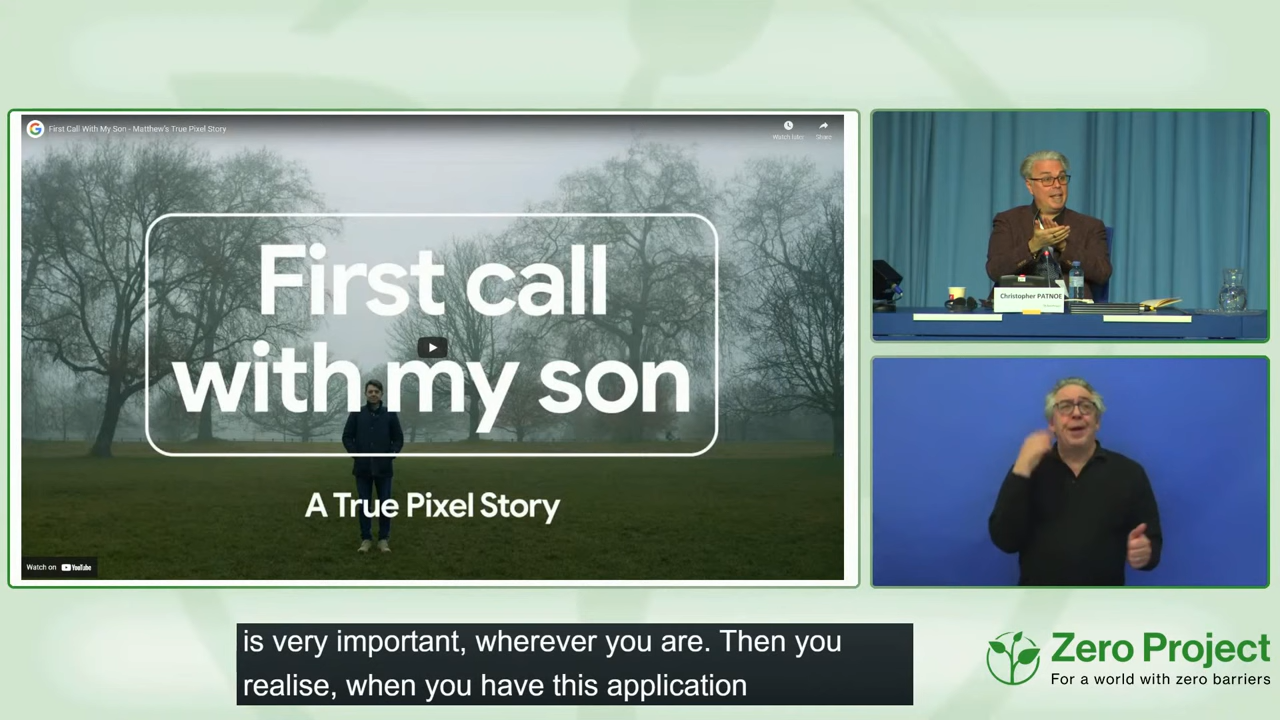 First Call With My Son - Matthew's True Pixel Story
Watch later
Share
First call
with my son
A True Pixel Story
Watch on YouTube
Christopher PATNOE
is very important, wherever you are. Then you
realise, when you have this application
Zero Project
For a world with zero barriers